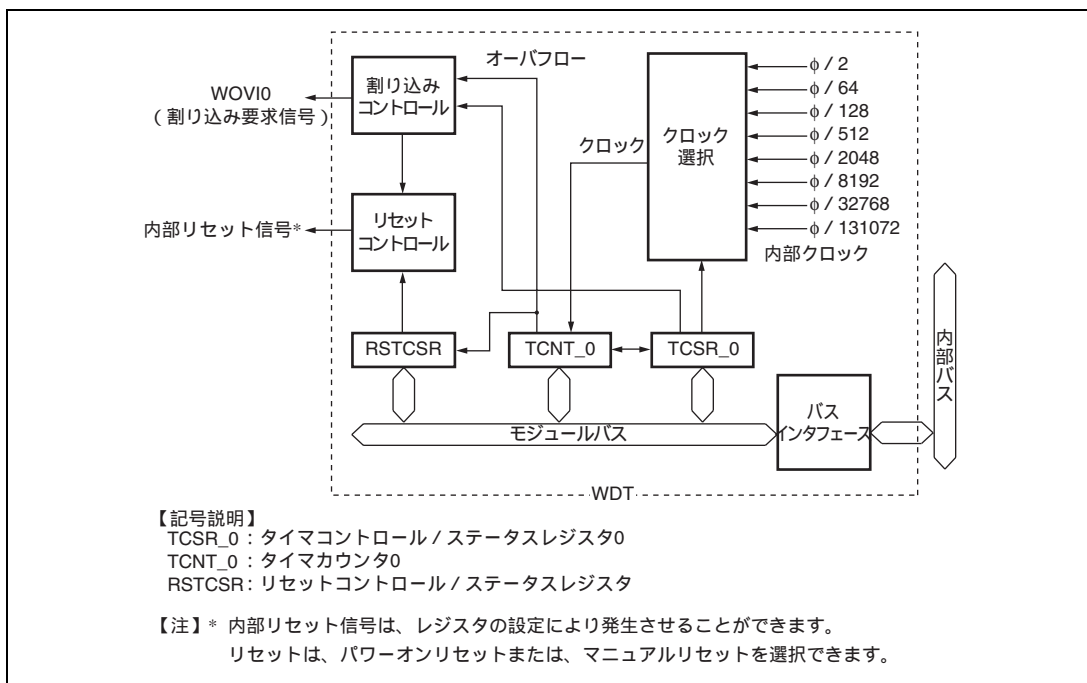 オーバフロー
WOVI0
(割り込み要求信号)
割り込み
コントロール
内部リセット信号*
リセット
コントロール
クロック
クロック
選択
φ / 2
φ / 64
φ / 128
φ / 512
φ / 2048
φ / 8192
φ / 32768
φ / 131072
内部クロック
RSTCSR
TCNT_0
TCSR_0
モジュールバス
バス
インタフェース
内部バス
WDT
【記号説明】
TCSR_0 : タイマコントロール / ステータスレジスタ0
TCNT_0 : タイマカウンタ0
RSTCSR : リセットコントロール / ステータスレジスタ
【注】* 内部リセット信号は、レジスタの設定により発生させることができます。
リセットは、パワーオンリセットまたは、マニュアルリセットを選択できます。